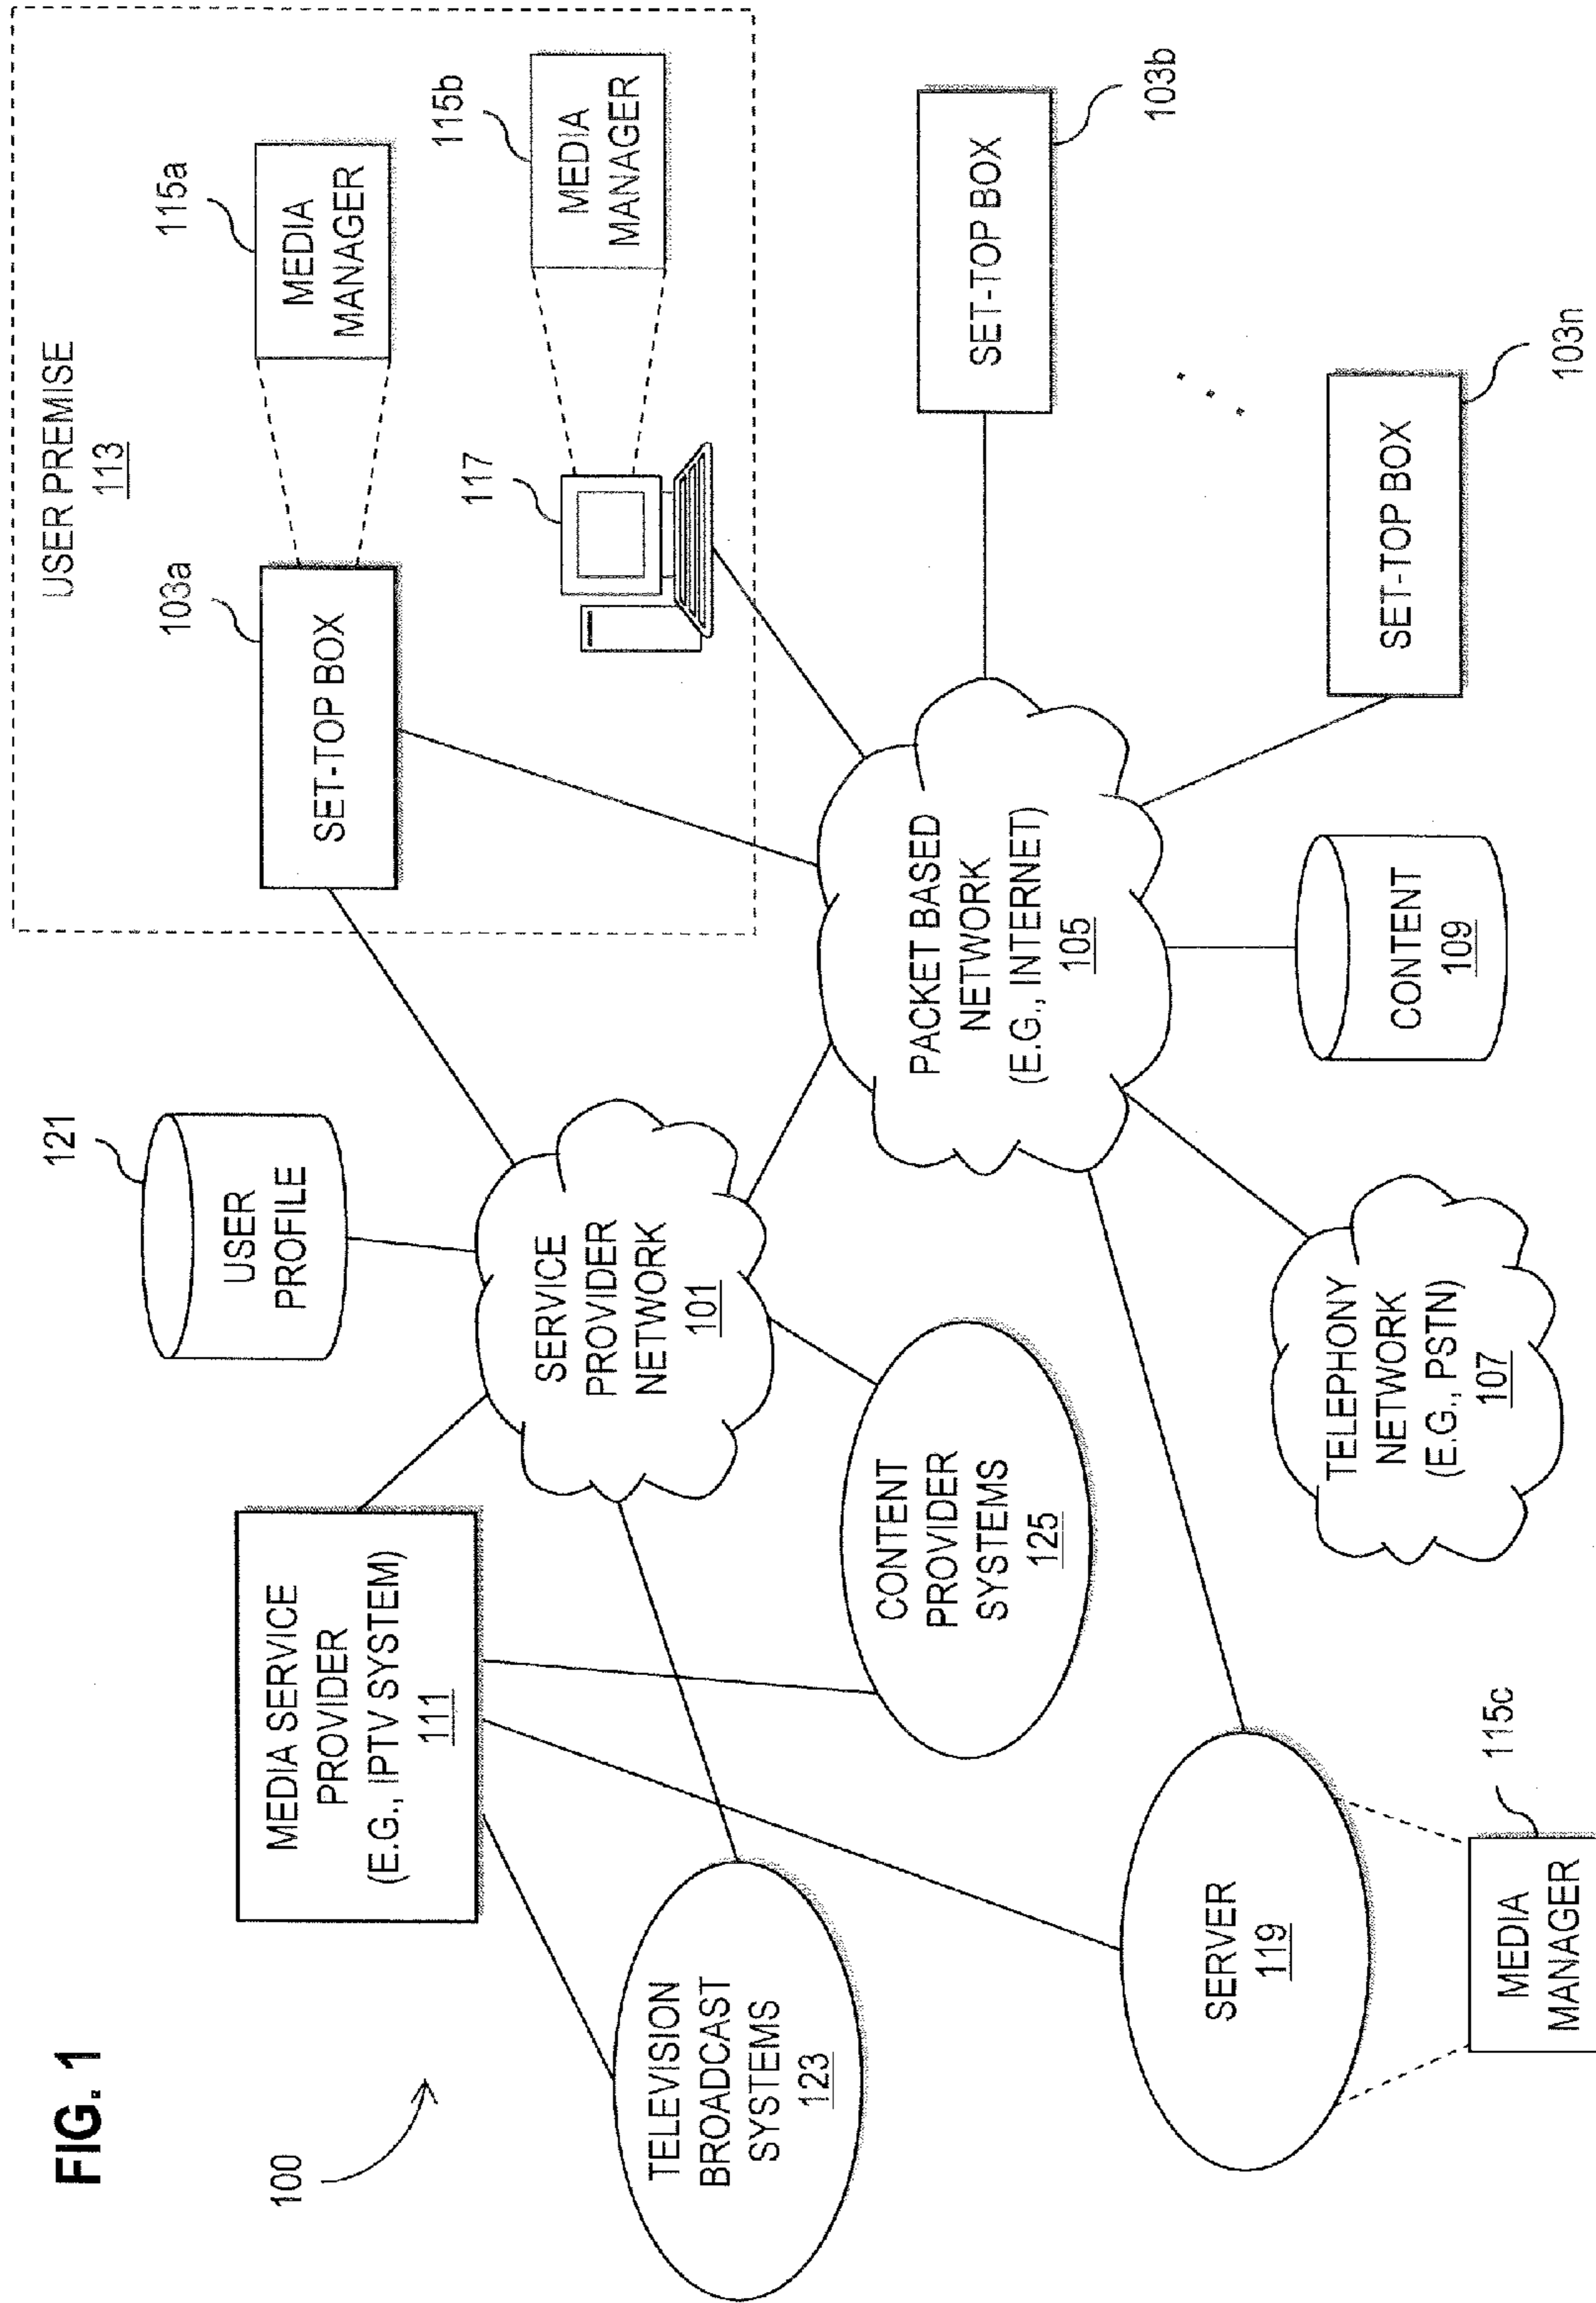 FIG. 1
100
MEDIA SERVICE
PROVIDER
(E.G., IPTV SYSTEM)
111
121
USER
PROFILE
USER PREMISE
113
103a
SET-TOP BOX
115a
MEDIA
MANAGER
117
115b
MEDIA
MANAGER
SERVICE
PROVIDER
NETWORK
101
TELEVISION
BROADCAST
SYSTEMS
123
CONTENT
PROVIDER
SYSTEMS
125
PACKET BASED
NETWORK
(E.G., INTERNET)
105
SET-TOP BOX
103b
SERVER
119
115c
MEDIA
MANAGER
TELEPHONY
NETWORK
(E.G., PSTN)
107
CONTENT
109
SET-TOP BOX
103n